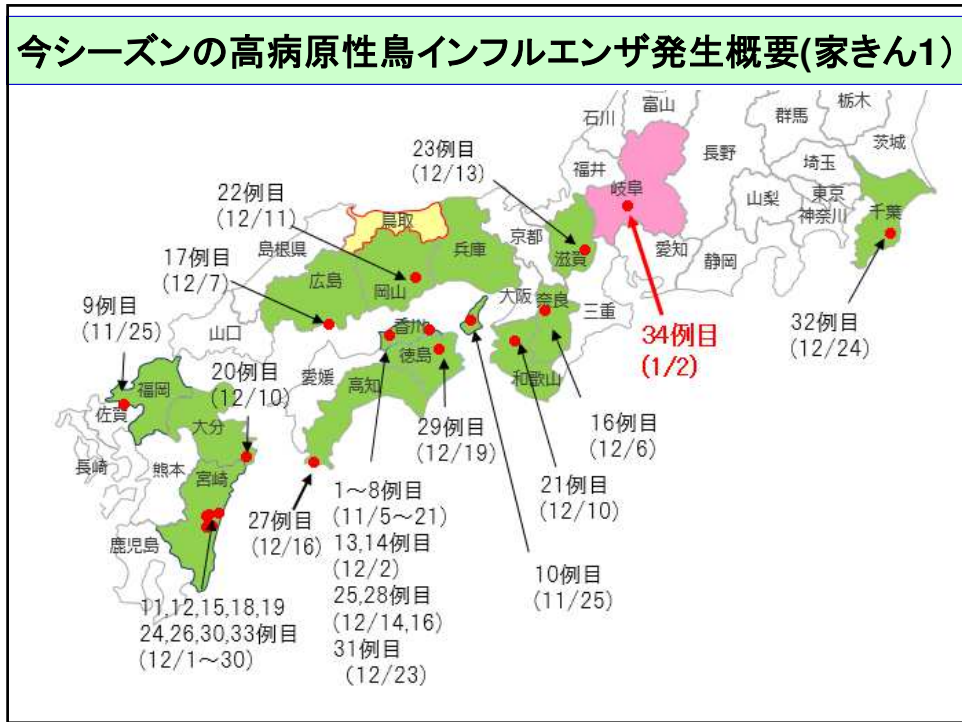 今シーズンの高病原性鳥インフルエンザ発生概要(家きん1)
石川
富山
群馬
栃木
茨城
福井
岐阜
長野
埼玉
東京
山梨
神奈川
千葉
23例目
(12/13)
22例目
(12/11)
鳥取
島根県
兵庫
京都
滋賀
愛知
静岡
17例目
(12/7)
広島
岡山
大阪
奈良
三重
34例目
(1/2)
32例目
(12/24)
9例目
(11/25)
山口
香川
徳島
和歌山
20例目
(12/10)
愛媛
高知
福岡
佐賀
大分
長崎
熊本
宮崎
鹿児島
29例目
(12/19)
16例目
(12/6)
21例目
(12/10)
10例目
(11/25)
27例目
(12/16)
1～8例目
(11/5～21)
13,14例目
(12/2)
25,28例目
(12/14,16)
31例目
(12/23)
11,12,15,18,19
24,26,30,33例目
(12/1～30)